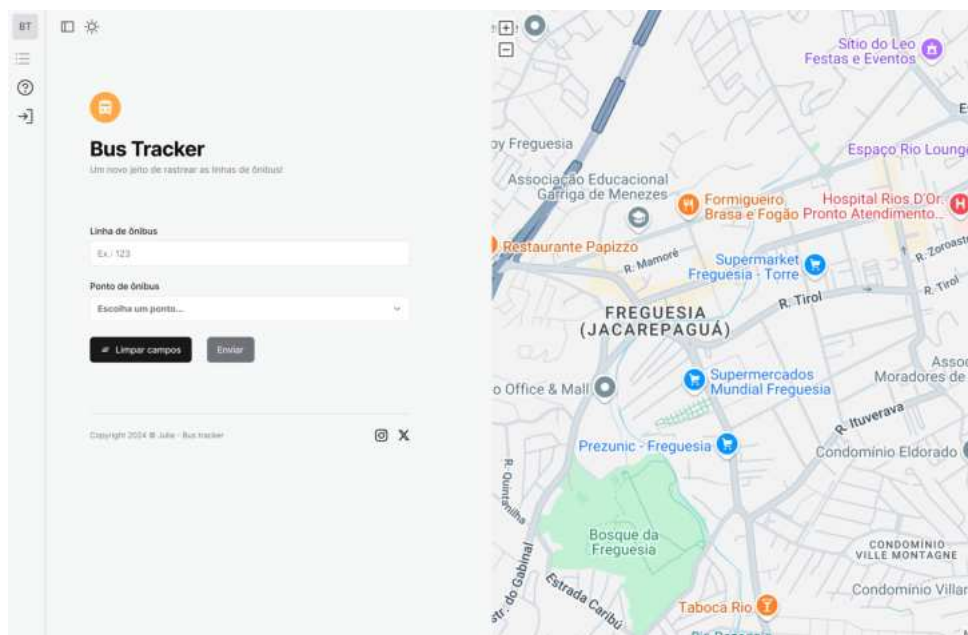 BT
Bus Tracker
Um novo jeito de rastrear as linhas de ônibus!
Linha de ônibus
Ex.: 123
Ponto de ônibus
Escolha um ponto...
Limpar campos
Enviar
Copyright 2024 © Julia - Bus tracker
Sítio do Leo
Festas e Eventos
by Freguesia
Espaço Rio Lounge
Associação Educacional
Garriga de Menezes
Formigueiro
Brasa e Fogão
Hospital Rios D'Or:
Pronto Atendimento...
Restaurante Papizzo
R. Mamoré
Supermarket
Freguesia - Torre
R. Zoroastr
R. Tirol
R. Tirol
FREGUESIA
(JACAREPAGUÁ)
o Office & Mall
Supermercados
Mundial Freguesia
Assoc
Moradores de
R. Ituverava
Prezunic - Freguesia
Condomínio Eldorado
R. Quintanilha
Bosque da
Freguesia
CONDOMÍNIO
VILLE MONTAGNE
str. do Gabinal
Estrada Caribú
Condomínio Villar
Taboca Rio